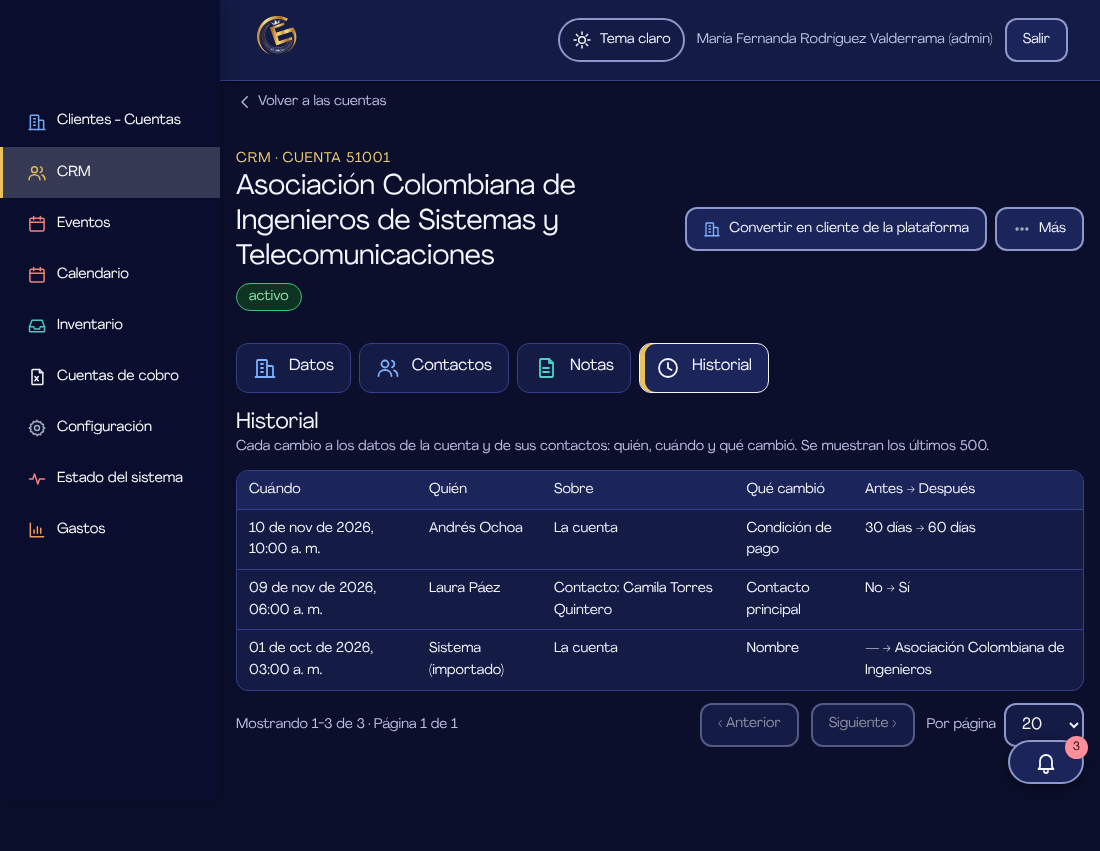 Tema claro
María Fernanda Rodríguez Valderrama (admin)
Salir
Clientes - Cuentas
CRM
Eventos
Calendario
Inventario
Cuentas de cobro
Configuración
Estado del sistema
Gastos
Volver a las cuentas
CRM · CUENTA 51001
Asociación Colombiana de
Ingenieros de Sistemas y
Telecomunicaciones
activo
Convertir en cliente de la plataforma
Más
Datos
Contactos
Notas
Historial
Historial
Cada cambio a los datos de la cuenta y de sus contactos: quién, cuándo y qué cambió. Se muestran los últimos 500.
Cuándo Quién Sobre Qué cambió Antes → Después
10 de nov de 2026, Andrés Ochoa La cuenta Condición de 30 días → 60 días
10:00 a. m. pago
09 de nov de 2026, Laura Páez Contacto: Camila Torres Contacto No → Sí
06:00 a. m. Quintero principal
01 de oct de 2026, Sistema La cuenta Nombre — → Asociación Colombiana de
03:00 a. m. (importado) Ingenieros
Mostrando 1–3 de 3 · Página 1 de 1
‹ Anterior
Siguiente ›
Por página
20
3